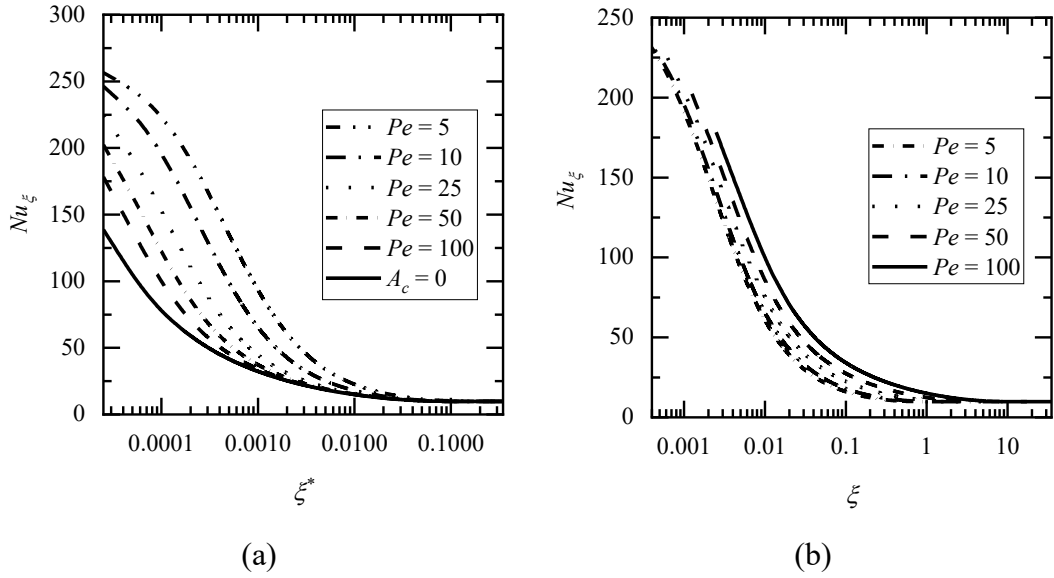 300
250
200
150
100
50
0
Nu_ξ
0.0001 0.0010 0.0100 0.1000
ξ*
Pe = 5
Pe = 10
Pe = 25
Pe = 50
Pe = 100
A_c = 0
(a)
250
200
150
100
50
0
Nu_ξ
0.001 0.01 0.1 1 10
ξ
Pe = 5
Pe = 10
Pe = 25
Pe = 50
Pe = 100
(b)